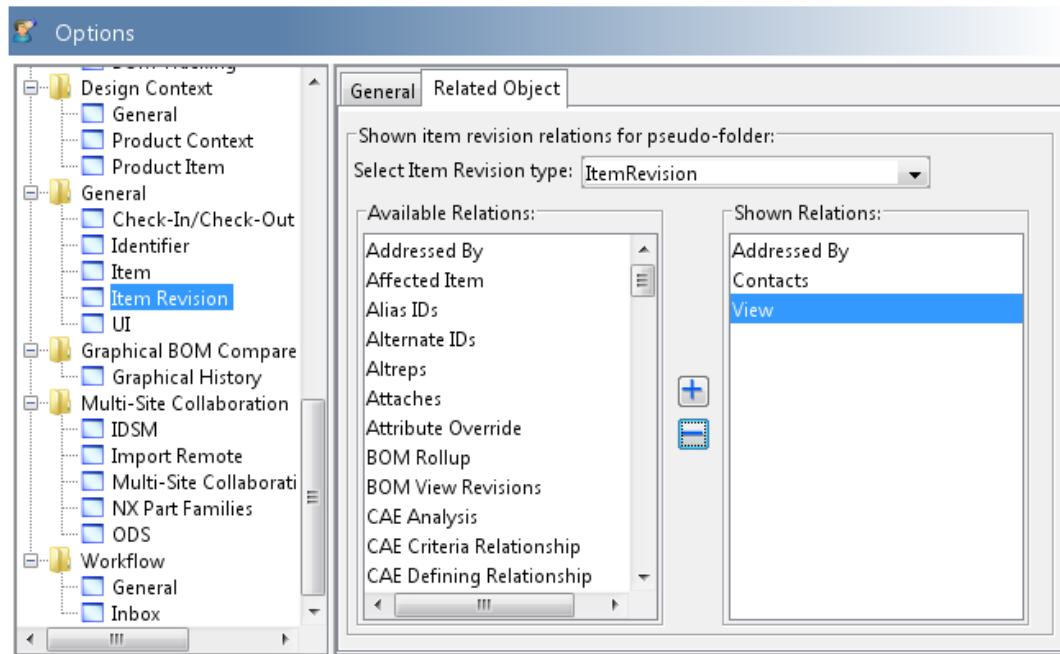 Options
Design Context
General
Product Context
Product Item
General
Check-In/Check-Out
Identifier
Item
Item Revision
UI
Graphical BOM Compare
Graphical History
Multi-Site Collaboration
IDSM
Import Remote
Multi-Site Collaborati
NX Part Families
ODS
Workflow
General
Inbox
General
Related Object
Shown item revision relations for pseudo-folder:
Select Item Revision type: ItemRevision
Available Relations:
Addressed By
Affected Item
Alias IDs
Alternate IDs
Altreps
Attaches
Attribute Override
BOM Rollup
BOM View Revisions
CAE Analysis
CAE Criteria Relationship
CAE Defining Relationship
Shown Relations:
Addressed By
Contacts
View